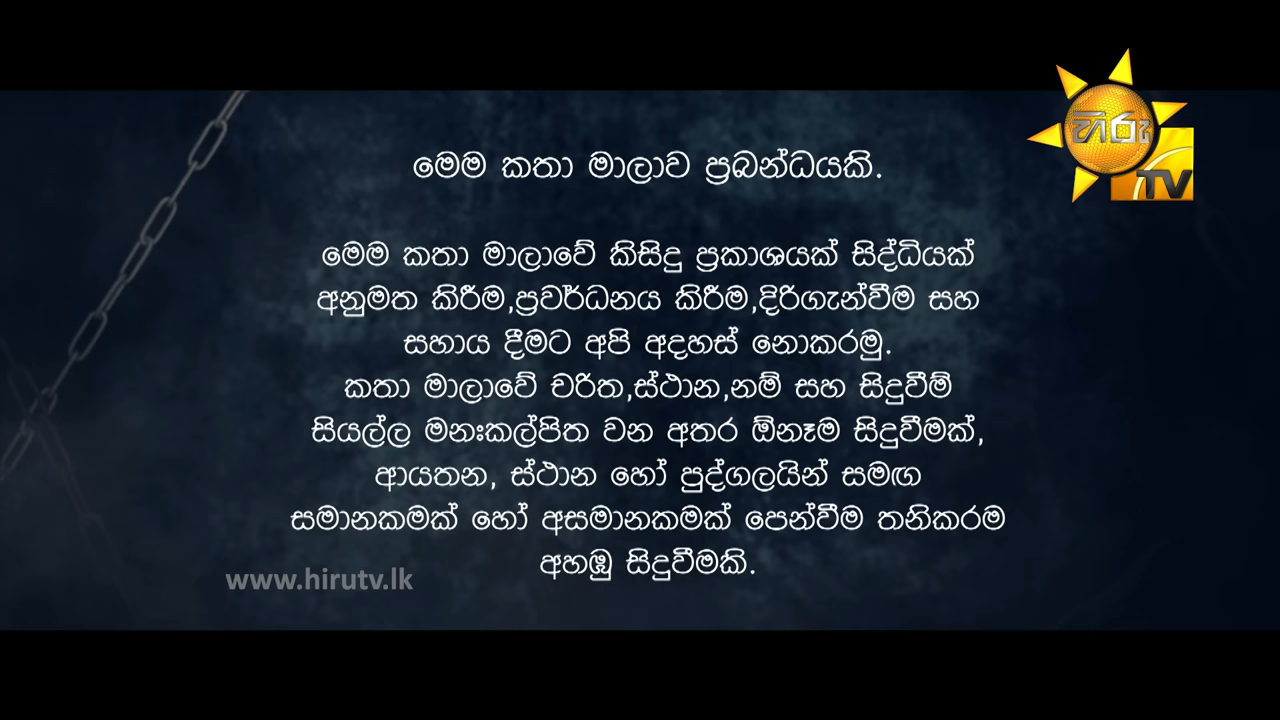 හිරු
TV
මෙම කතා මාලාව ප්‍රබන්ධයකි.
මෙම කතා මාලාවේ කිසිදු ප්‍රකාශයක් සිද්ධියක්
අනුමත කිරීම,ප්‍රවර්ධනය කිරීම,දිරිගැන්වීම සහ
සහාය දීමට අපි අදහස් නොකරමු.
කතා මාලාවේ චරිත,ස්ථාන,නම් සහ සිදුවීම්
සියල්ල මනඃකල්පිත වන අතර ඕනෑම සිදුවීමක්,
ආයතන, ස්ථාන හෝ පුද්ගලයින් සමඟ
සමානකමක් හෝ අසමානකමක් පෙන්වීම තනිකරම
අහඹු සිදුවීමකි.
www.hirutv.lk